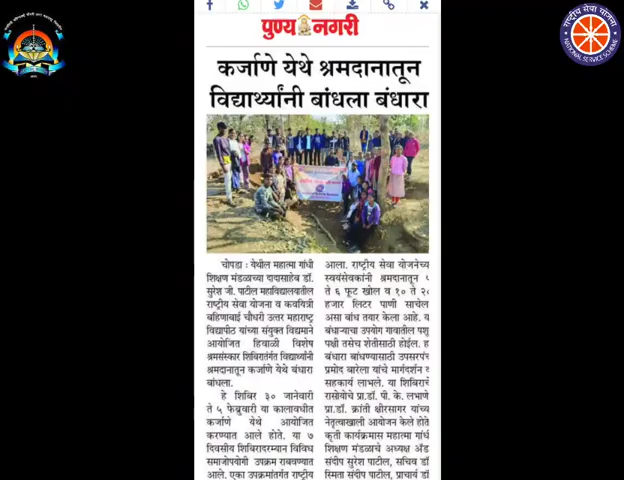 पुण्य नगरी
कर्जाणे येथे श्रमदानातून
विद्यार्थ्यांनी बांधला बंधारा
चोपडा : येथील महात्मा गांधी
शिक्षण मंडळाच्या दादासाहेब डॉ.
सुरेश जी. पाटील महाविद्यालयातील
राष्ट्रीय सेवा योजना व कवयित्री
बहिणाबाई चौधरी उत्तर महाराष्ट्र
विद्यापीठ यांच्या संयुक्त विद्यमाने
आयोजित हिवाळी विशेष
श्रमसंस्कार शिबिरातंर्गत विद्यार्थ्यांनी
श्रमदानातून कर्जाणे येथे बंधारा
बांधला.
हे शिबिर ३० जानेवारी
ते ५ फेब्रुवारी या कालावधीत
कर्जाणे येथे आयोजित
करण्यात आले होते. या ७
दिवसीय शिबिरादरम्यान विविध
समाजोपयोगी उपक्रम राबवण्यात
आले. एका उपक्रमांतर्गत राष्ट्रीय
आला. राष्ट्रीय सेवा योजनेच्य
स्वयंसेवकांनी श्रमदानातून
ते ६ फूट खोल व १० ते २
हजार लिटर पाणी साचेल
असा बांध तयार केला आहे. य
बंधाऱ्याचा उपयोग गावातील पशु
पक्षी तसेच शेतीसाठी होईल. ह
बंधारा बांधण्यासाठी उपसरपंच
प्रमोद बारेला यांचे मार्गदर्शन व
सहकार्य लाभले. या शिबिराचे
रासोयोचे प्रा.डॉ. पी. के. लभाणे
प्रा.डॉ. क्रांती क्षीरसागर यांच्य
नेतृत्वाखाली आयोजन केले होते
कृती कार्यक्रमास महात्मा गांधी
शिक्षण मंडळाचे अध्यक्ष अ‍ॅड
संदीप सुरेश पाटील, सचिव डॉ
स्मिता संदीप पाटील, प्राचार्य डॉ